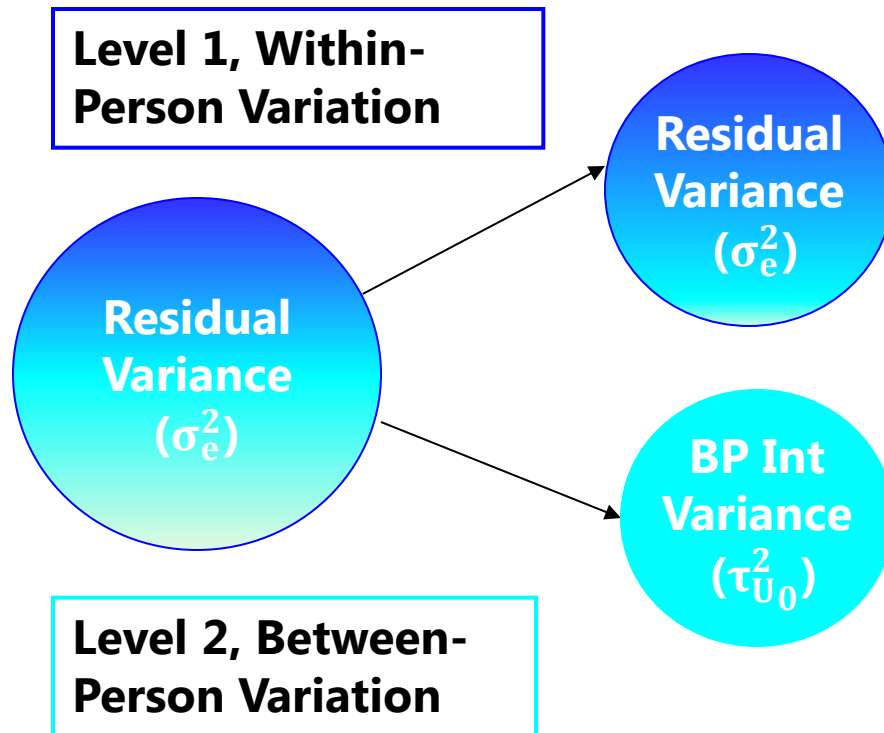 Level 1, Within-
Person Variation
Residual
Variance
(σ²ₑ)
Residual
Variance
(σ²ₑ)
BP Int
Variance
(τ²_U₀)
Level 2, Between-
Person Variation